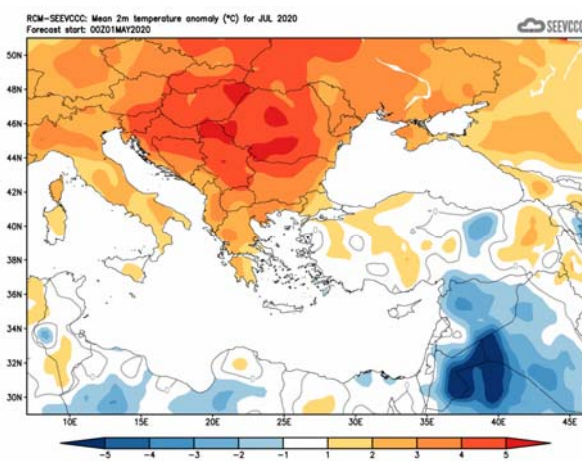 RCM-SEEVCCC: Mean 2m temperature anomaly (°C) for JUL 2020
Forecast start: 00Z01MAY2020
SEEVCCC
50N
48N
46N
44N
42N
40N
38N
36N
34N
32N
30N
10E 15E 20E 25E 30E 35E 40E 45E
-5 -4 -3 -2 -1 1 2 3 4 5